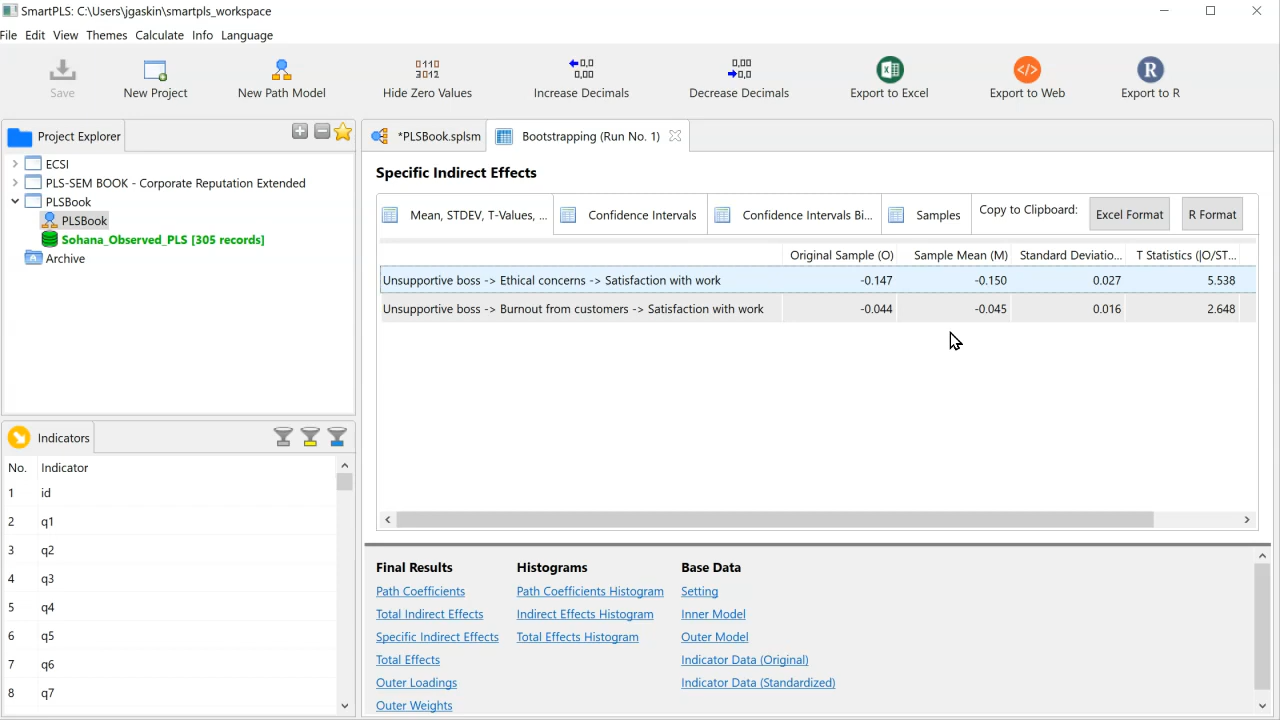 SmartPLS: C:\Users\jgaskin\smartpls_workspace
File Edit View Themes Calculate Info Language
Save New Project New Path Model Hide Zero Values Increase Decimals Decrease Decimals Export to Excel Export to Web Export to R
Project Explorer
ECSI
PLS-SEM BOOK - Corporate Reputation Extended
PLSBook
PLSBook
Sohana_Observed_PLS [305 records]
Archive
Indicators
No. Indicator
1 id
2 q1
3 q2
4 q3
5 q4
6 q5
7 q6
8 q7
*PLSBook.splsm Bootstrapping (Run No. 1)
Specific Indirect Effects
Mean, STDEV, T-Values, ... Confidence Intervals Confidence Intervals Bi... Samples Copy to Clipboard: Excel Format R Format
Original Sample (O) Sample Mean (M) Standard Deviatio... T Statistics (|O/ST...
Unsupportive boss -> Ethical concerns -> Satisfaction with work -0.147 -0.150 0.027 5.538
Unsupportive boss -> Burnout from customers -> Satisfaction with work -0.044 -0.045 0.016 2.648
Final Results Histograms Base Data
Path Coefficients Path Coefficients Histogram Setting
Total Indirect Effects Indirect Effects Histogram Inner Model
Specific Indirect Effects Total Effects Histogram Outer Model
Total Effects Indicator Data (Original)
Outer Loadings Indicator Data (Standardized)
Outer Weights